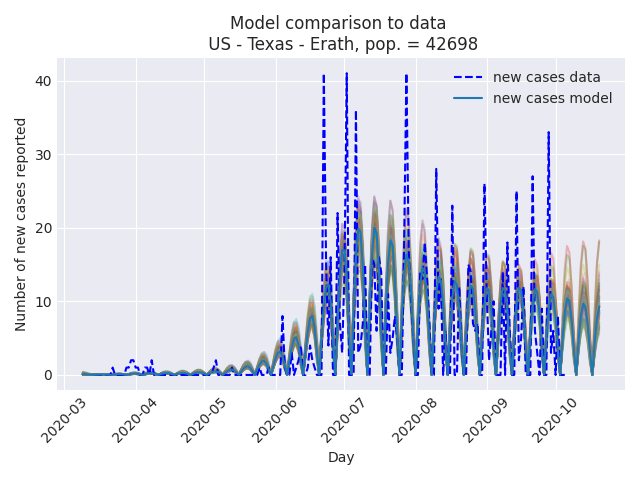 Model comparison to data
US - Texas - Erath, pop. = 42698
new cases data
new cases model
Number of new cases reported
40
30
20
10
0
2020-03
2020-04
2020-05
2020-06
2020-07
2020-08
2020-09
2020-10
Day